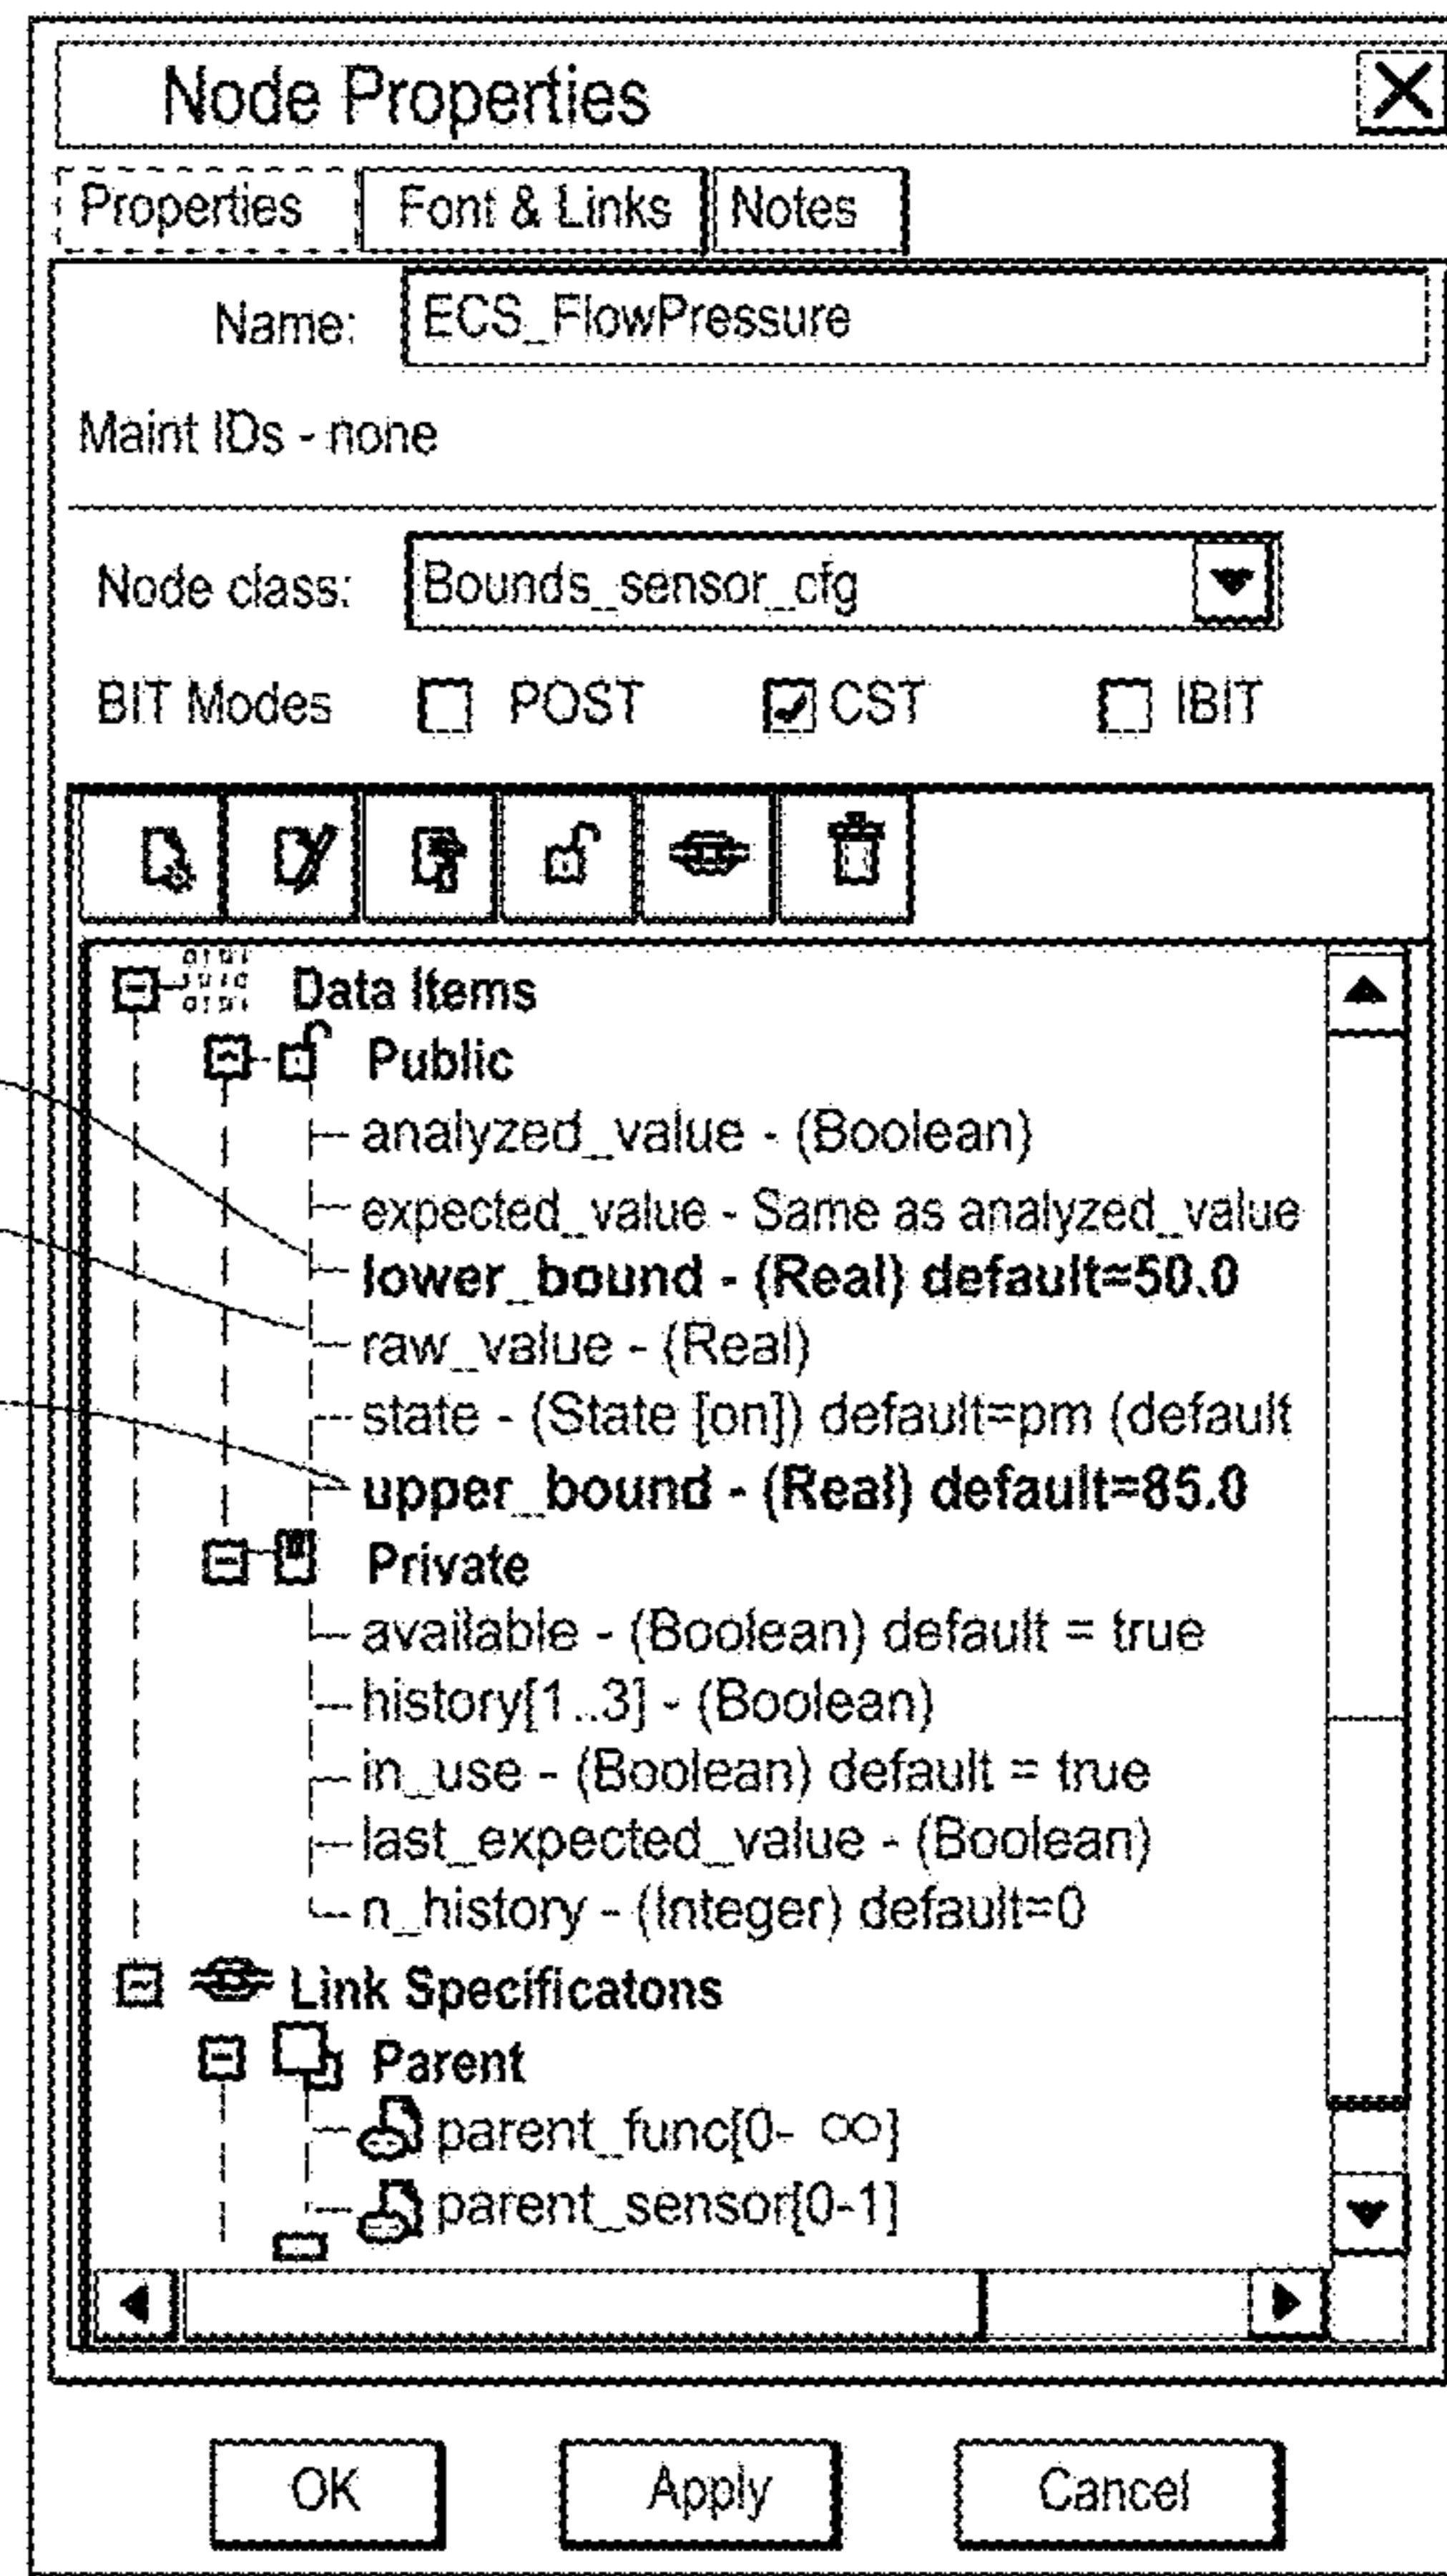 Node Properties
Properties Font & Links Notes
Name: ECS_FlowPressure
Maint IDs - none
Node class: Bounds_sensor_cfg
BIT Modes POST CST IBIT
0101
1010
0101
Data Items
Public
analyzed_value - (Boolean)
expected_value - Same as analyzed_value
lower_bound - (Real) default=50.0
raw_value - (Real)
state - (State [on]) default=pm (default
upper_bound - (Real) default=85.0
Private
available - (Boolean) default = true
history[1..3] - (Boolean)
in_use - (Boolean) default = true
last_expected_value - (Boolean)
n_history - (Integer) default=0
Link Specificatons
Parent
parent_func[0- ∞]
parent_sensor[0-1]
OK Apply Cancel